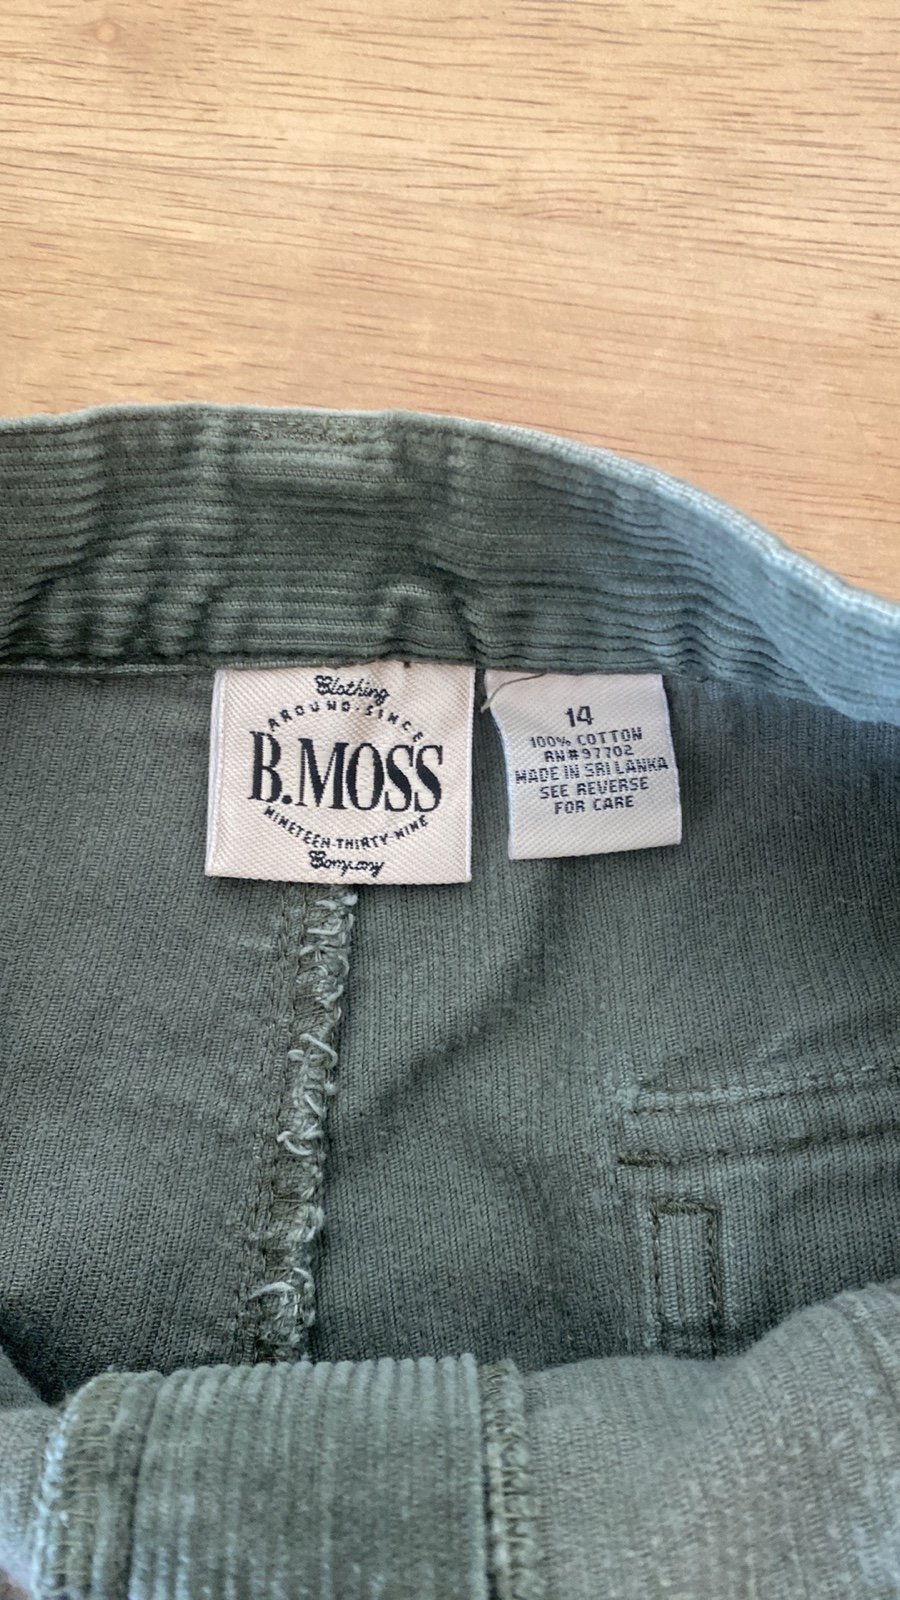 Clothing
AROUND·SINCE
B.MOSS
NINETEEN·THIRTY·NINE
Company
14
100% COTTON
RN#97702
MADE IN SRI LANKA
SEE REVERSE
FOR CARE